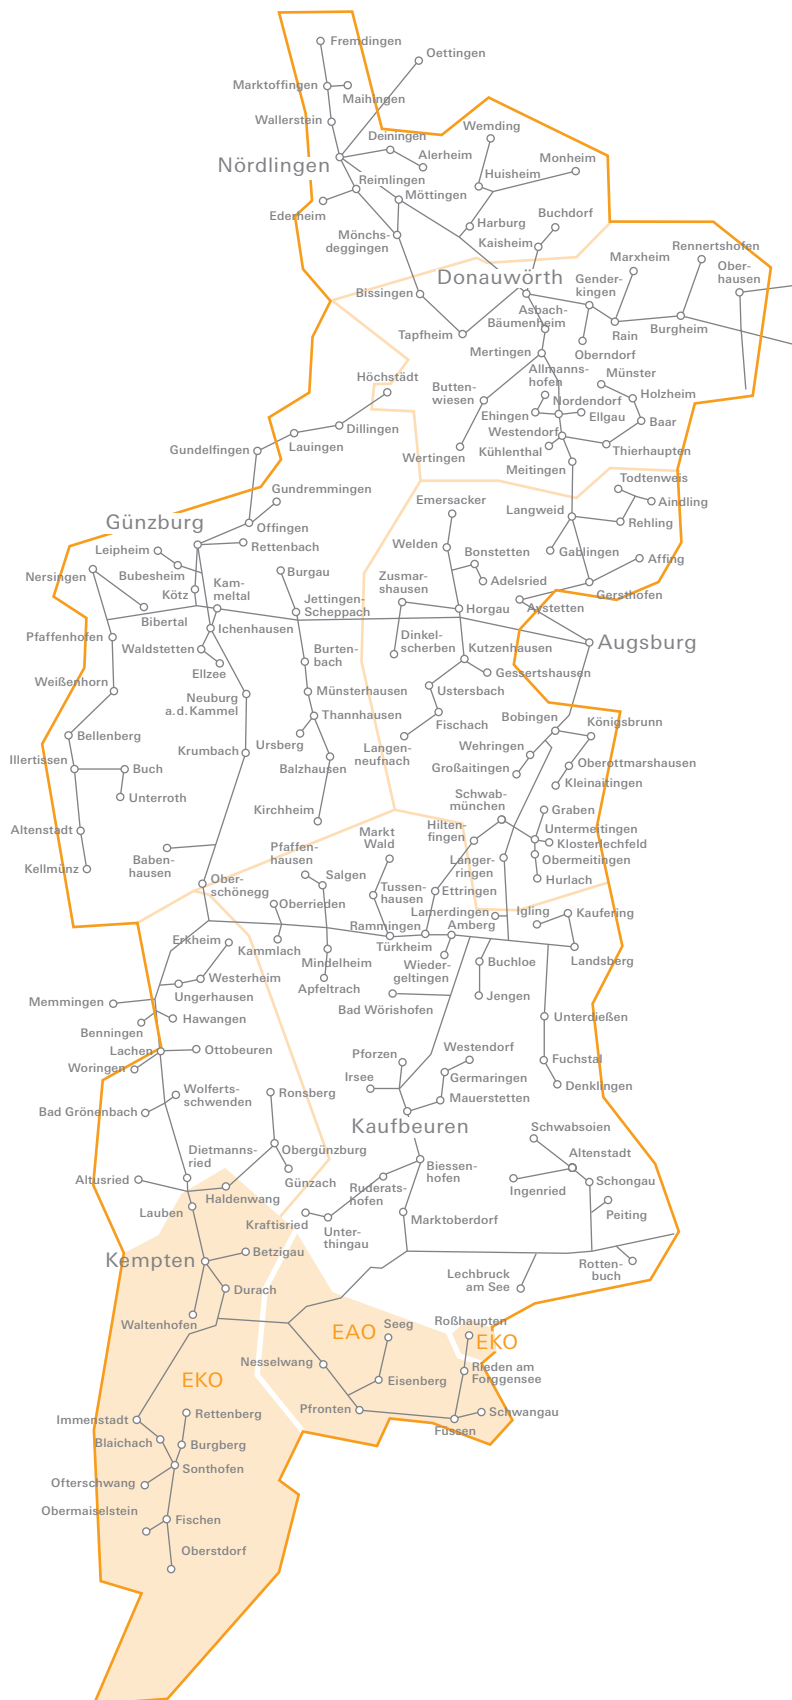 Fremdingen
Oettingen
Marktoffingen
Maihingen
Wallerstein
Wemding
Deiningen
Alerheim
Monheim
Nördlingen
Huisheim
Reimlingen
Möttingen
Ederheim
Buchdorf
Harburg
Mönchs-
deggingen
Kaisheim
Rennertshofen
Marxheim
Ober-
hausen
Donauwörth
Gender-
kingen
Bissingen
Asbach-
Bäumenheim
Tapfheim
Rain
Burgheim
Mertingen
Oberndorf
Allmanns-
hofen
Münster
Höchstädt
Butten-
wiesen
Nordendorf
Holzheim
Ehingen
Ellgau
Baar
Dillingen
Westendorf
Lauingen
Kühlenthal
Thierhaupten
Gundelfingen
Wertingen
Meitingen
Todtenweis
Gundremmingen
Emersacker
Aindling
Günzburg
Offingen
Langweid
Rehling
Leipheim
Rettenbach
Welden
Bonstetten
Gablingen
Affing
Nersingen
Bubesheim
Burgau
Zusmar-
shausen
Adelsried
Kötz
Kam-
meltal
Jettingen-
Scheppach
Gersthofen
Aystetten
Bibertal
Horgau
Ichenhausen
Pfaffenhofen
Waldstetten
Dinkel-
scherben
Augsburg
Burten-
bach
Kutzenhausen
Ellzee
Gessertshausen
Weißenhorn
Neuburg
a.d.Kammel
Münsterhausen
Ustersbach
Thannhausen
Bobingen
Königsbrunn
Fischach
Bellenberg
Ursberg
Langen-
neufnach
Wehringen
Illertissen
Krumbach
Oberottmarshausen
Buch
Balzhausen
Großaitingen
Kleinaitingen
Unterroth
Schwab-
münchen
Kirchheim
Graben
Altenstadt
Hilten-
fingen
Untermeitingen
Markt
Wald
Klosterlechfeld
Baben-
hausen
Pfaffen-
hausen
Langer-
ringen
Obermeitingen
Kellmünz
Salgen
Hurlach
Ober-
schönegg
Tussen-
hausen
Ettringen
Oberrieden
Lamerdingen
Igling
Kaufering
Rammingen
Amberg
Erkheim
Kammlach
Türkheim
Mindelheim
Wieder-
geltingen
Buchloe
Landsberg
Westerheim
Apfeltrach
Ungerhausen
Jengen
Memmingen
Bad Wörishofen
Hawangen
Unterdießen
Benningen
Lachen
Ottobeuren
Pforzen
Westendorf
Woringen
Fuchstal
Irsee
Germaringen
Wolferts-
schwenden
Ronsberg
Denklingen
Bad Grönenbach
Mauerstetten
Kaufbeuren
Schwabsoien
Dietmanns-
ried
Obergünzburg
Altenstadt
Biessen-
hofen
Altusried
Günzach
Ruderats-
hofen
Ingenried
Schongau
Haldenwang
Lauben
Kraftisried
Marktoberdorf
Peiting
Unter-
thingau
Kempten
Betzigau
Rotten-
buch
Durach
Lechbruck
am See
Waltenhofen
Seeg
Roßhaupten
EAO
EKO
Nesselwang
Rieden am
Forggensee
EKO
Eisenberg
Immenstadt
Rettenberg
Pfronten
Schwangau
Füssen
Blaichach
Burgberg
Sonthofen
Ofterschwang
Obermaiselstein
Fischen
Oberstdorf